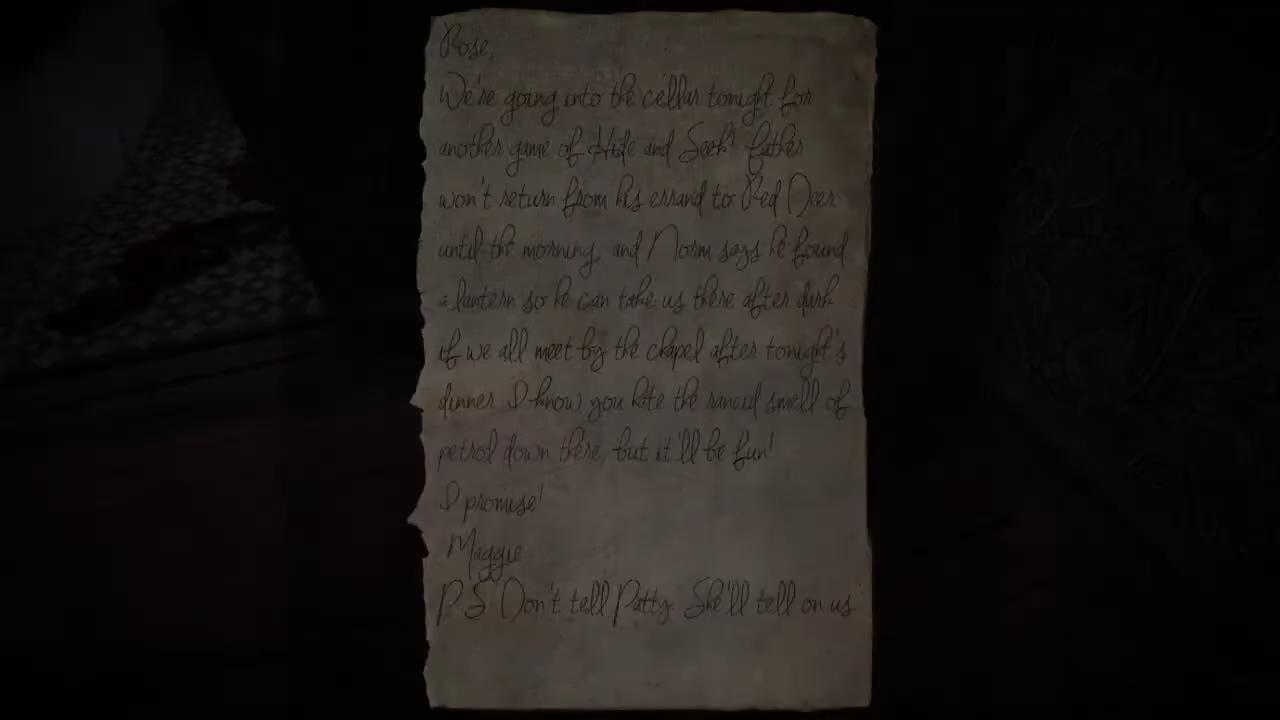 Rose,
We're going into the cellar tonight for
another game of Hide and Seek! Father
won't return from his errand to Red Deer
until the morning, and Norm says he found
a lantern so he can take us there after dark
if we all meet by the chapel after tonight's
dinner. I know you hate the rancid smell of
petrol down there, but it'll be fun!
I promise!
Maggie
P.S. Don't tell Patty. She'll tell on us